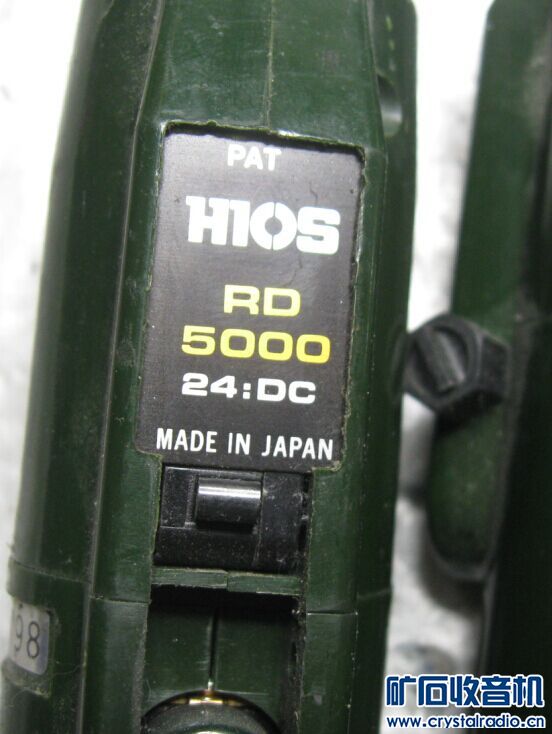 PAT
HIOS
RD
5000
24:DC
MADE IN JAPAN
98
矿石收音机
www.crystalradio.cn